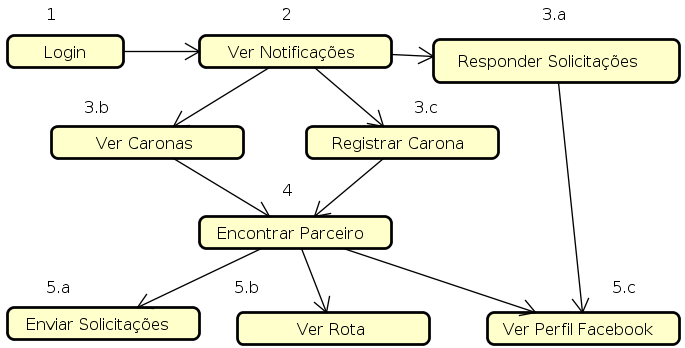 1
2
3.a
Login
Ver Notificações
Responder Solicitações
3.b
3.c
Ver Caronas
Registrar Carona
4
Encontrar Parceiro
5.a
5.b
5.c
Enviar Solicitações
Ver Rota
Ver Perfil Facebook